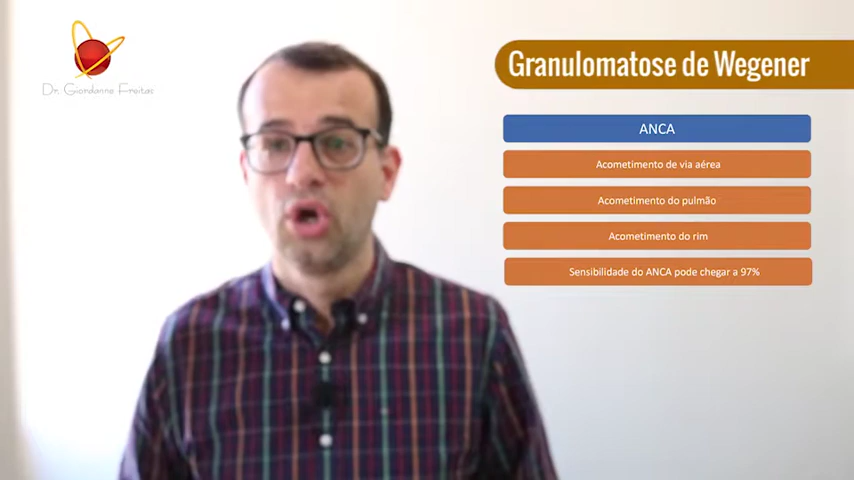 Dr. Giordanne Freitas
Granulomatose de Wegener
ANCA
Acometimento de via aérea
Acometimento do pulmão
Acometimento do rim
Sensibilidade do ANCA pode chegar a 97%